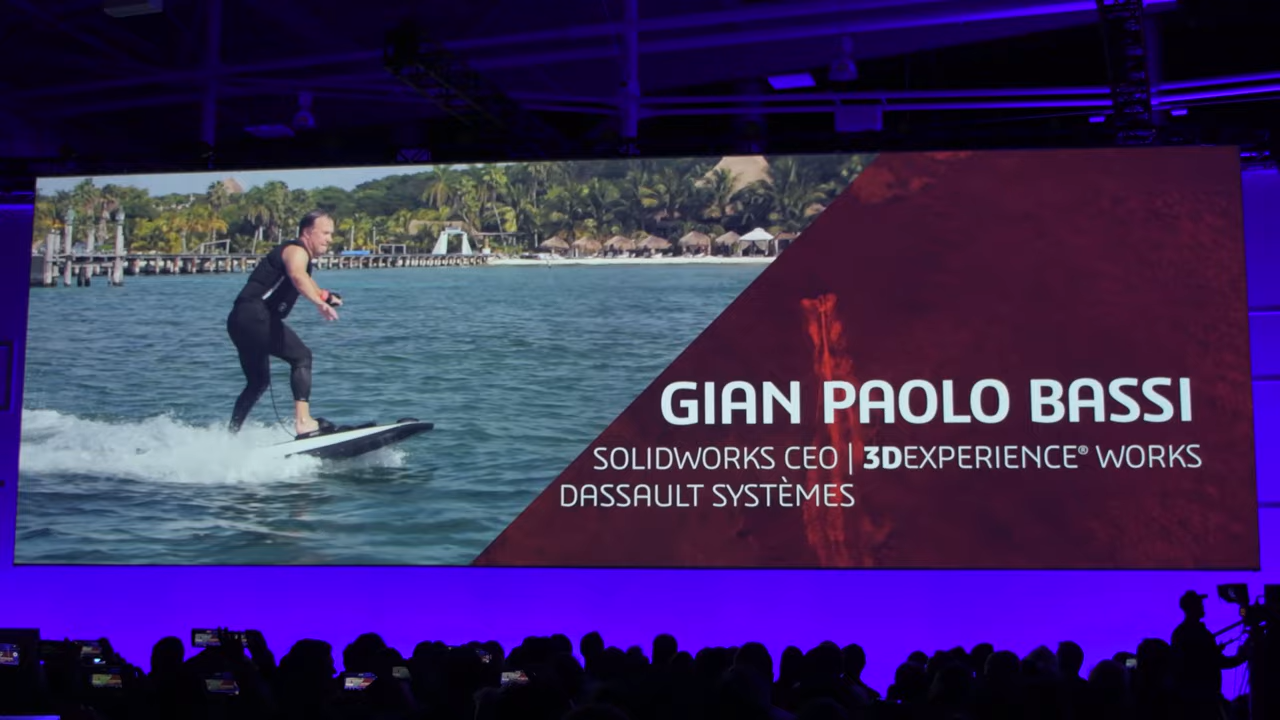 GIAN PAOLO BASSI
SOLIDWORKS CEO | 3DEXPERIENCE® WORKS
DASSAULT SYSTÈMES